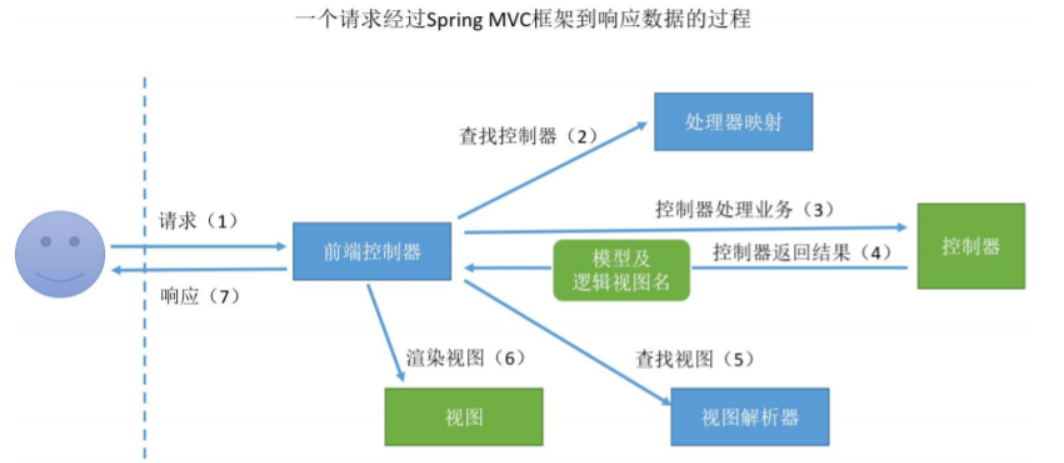 一个请求经过Spring MVC框架到响应数据的过程
处理器映射
查找控制器（2）
请求（1）
控制器处理业务（3）
前端控制器
模型及
逻辑视图名
控制器返回结果（4）
控制器
响应（7）
渲染视图（6）
查找视图（5）
视图
视图解析器